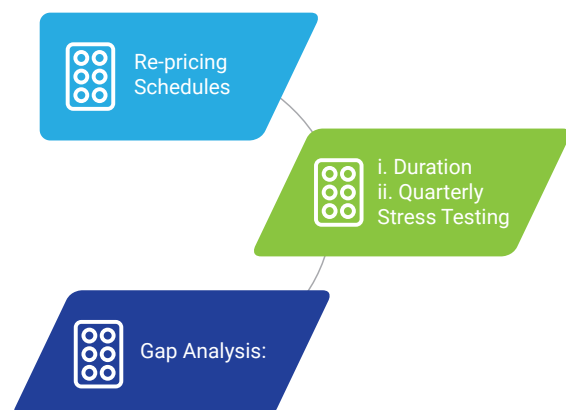 Re-pricing
Schedules
i. Duration
ii. Quarterly
Stress Testing
Gap Analysis: